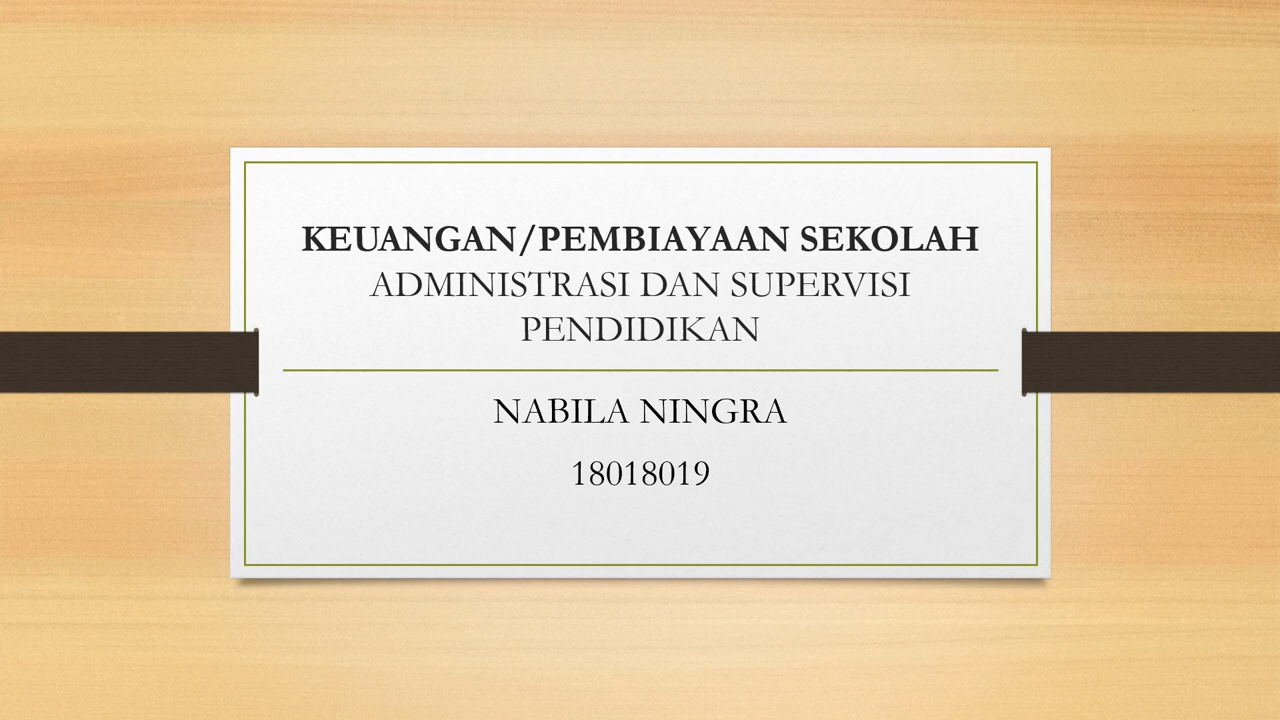 KEUANGAN/PEMBIAYAAN SEKOLAH
ADMINISTRASI DAN SUPERVISI
PENDIDIKAN
NABILA NINGRA
18018019